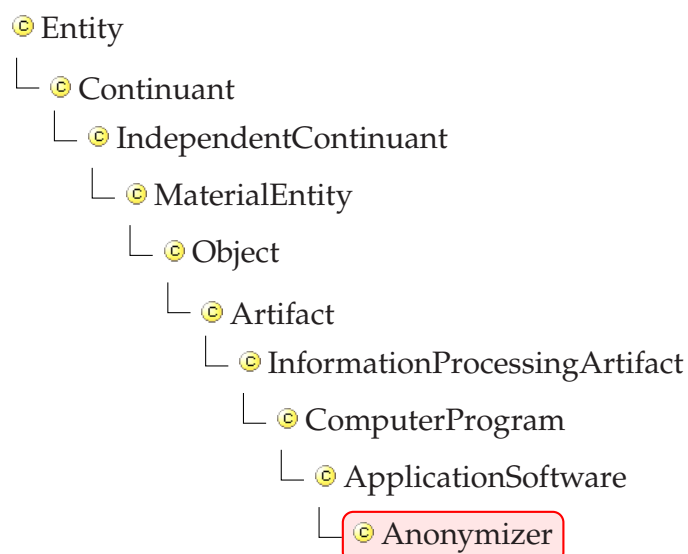 Entity
Continuant
IndependentContinuant
MaterialEntity
Object
Artifact
InformationProcessingArtifact
ComputerProgram
ApplicationSoftware
Anonymizer